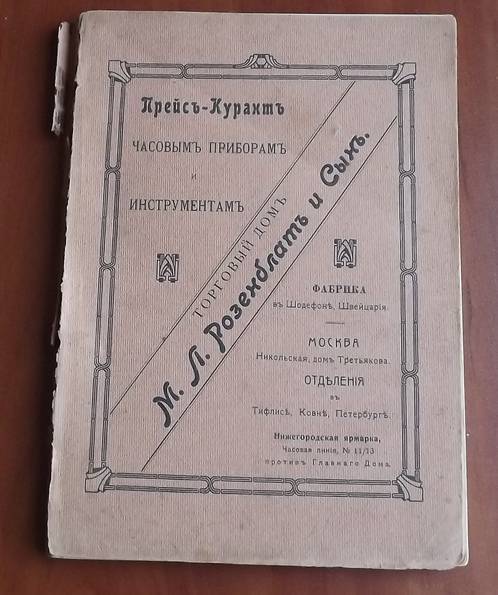 Прейсъ-Курантъ
ЧАСОВЫМЪ ПРИБОРАМЪ
и
ИНСТРУМЕНТАМЪ
ТОРГОВЫЙ ДОМЪ
М. Л. Розенблатъ и Сынъ.
ФАБРИКА
въ Шодефонѣ, Швейцарія.
МОСКВА
Никольская, домъ Третьякова.
ОТДѢЛЕНІЯ
въ
Тифлисѣ, Ковнѣ, Петербургѣ.
Нижегородская ярмарка,
Часовая линія, № 11/13
противъ Главнаго Дома.